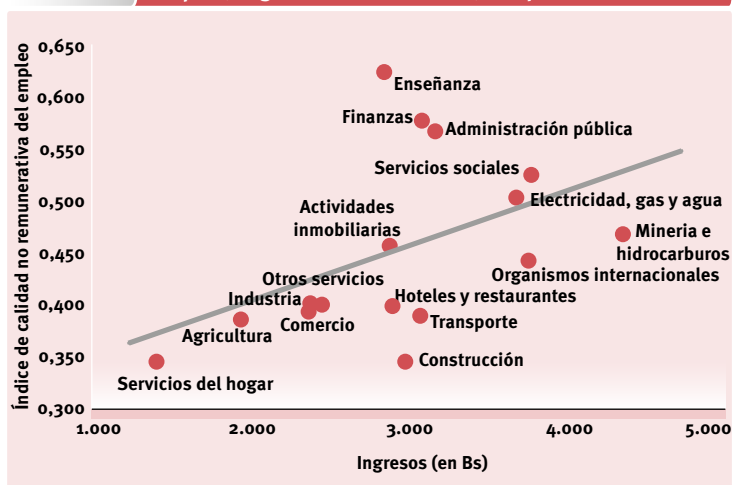 0,650
0,600
0,550
0,500
0,450
0,400
0,350
0,300
Índice de calidad no remunerativa del empleo
Enseñanza
Finanzas
Administración pública
Servicios sociales
Electricidad, gas y agua
Actividades
inmobiliarias
Mineria e
hidrocarburos
Organismos internacionales
Otros servicios
Industria
Hoteles y restaurantes
Comercio
Transporte
Agricultura
Construcción
Servicios del hogar
1.000
2.000
3.000
4.000
5.000
Ingresos (en Bs)